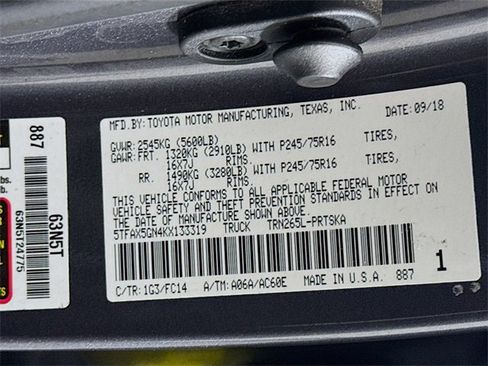 MFD.BY: TOYOTA MOTOR MANUFACTURING, TEXAS, INC. DATE: 09/18
GVWR: 2545KG (5600LB)
GAWR: FRT. 1320KG (2910LB) WITH P245/75R16 TIRES,
16X7J RIMS.
RR. 1490KG (3280LB) WITH P245/75R16 TIRES,
16X7J RIMS.
THIS VEHICLE CONFORMS TO ALL APPLICABLE FEDERAL MOTOR
VEHICLE SAFETY AND THEFT PREVENTION STANDARDS IN EFFECT ON
THE DATE OF MANUFACTURE SHOWN ABOVE.
5TFAX5GN4KX133319 TRUCK TRN265L-PRTSKA
C/TR: 1G3/FC14 A/TM: A06A/AC60E MADE IN U.S.A. 887
1
887
63M5T
63N59124775
lbs.